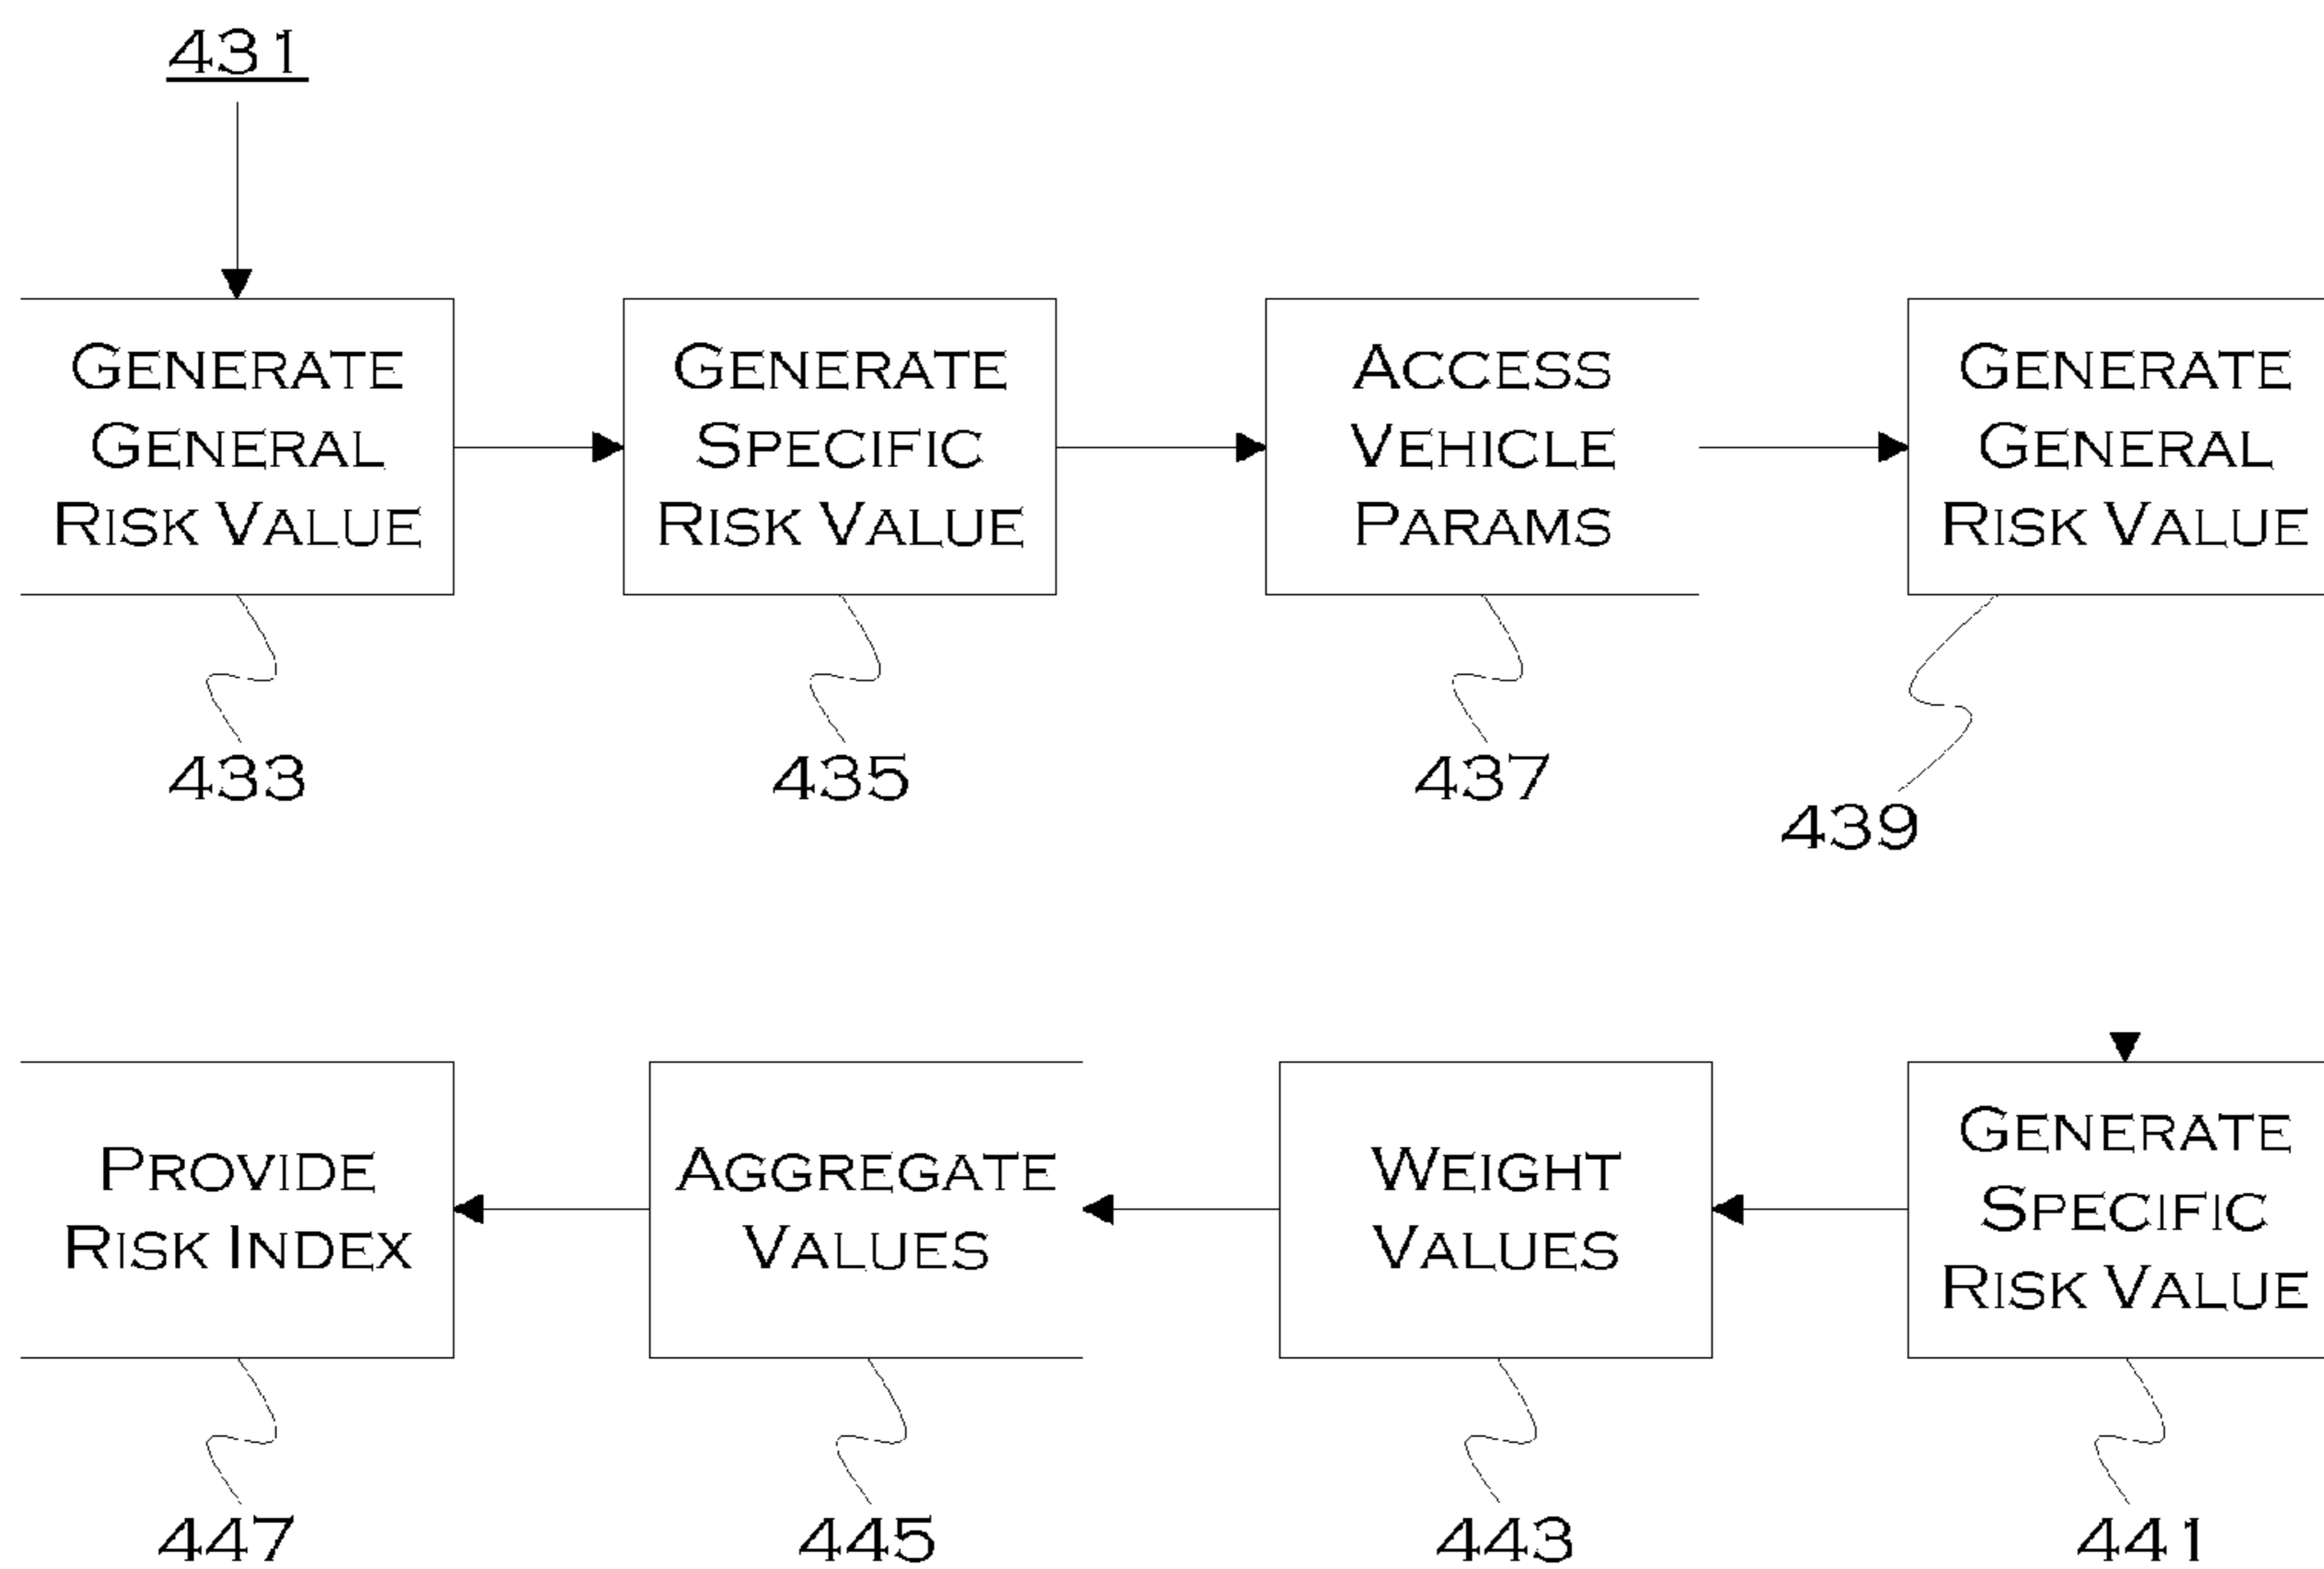 431
GENERATE
GENERAL
RISK VALUE
GENERATE
SPECIFIC
RISK VALUE
ACCESS
VEHICLE
PARAMS
GENERATE
GENERAL
RISK VALUE
433
435
437
439
PROVIDE
RISK INDEX
AGGREGATE
VALUES
WEIGHT
VALUES
GENERATE
SPECIFIC
RISK VALUE
447
445
443
441